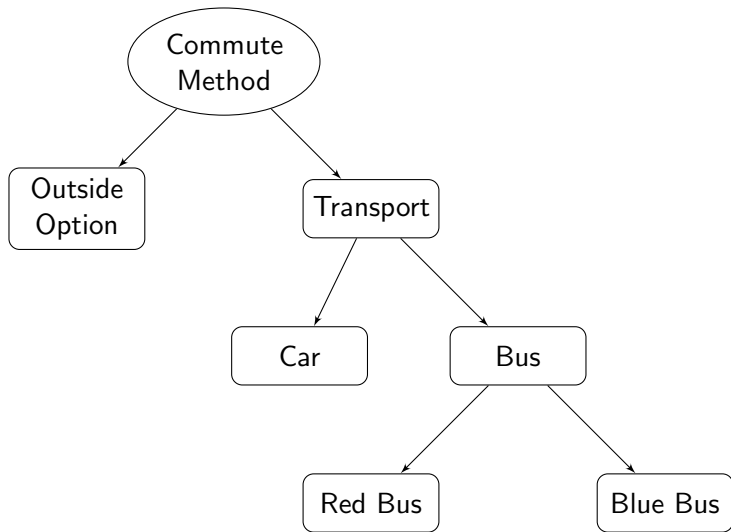 Commute
Method
Outside
Option
Transport
Car
Bus
Red Bus
Blue Bus